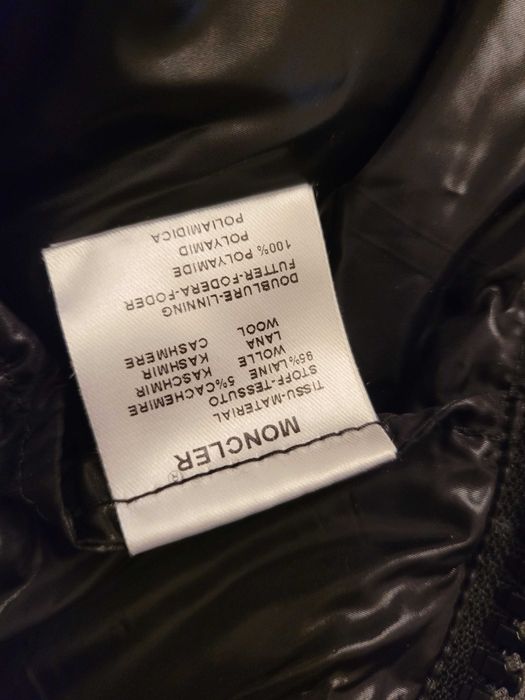 MONCLER®
TISSU-MATERIAL
STOFF-TESSUTO
95%LAINE 5%CACHEMIRE
WOLLE KASCHMIR
LANA KASHMIR
WOOL CASHMERE
DOUBLURE-LINNING
FUTTER-FODERA-FODER
100% POLYAMIDE
POLYAMID
POLIAMIDICA